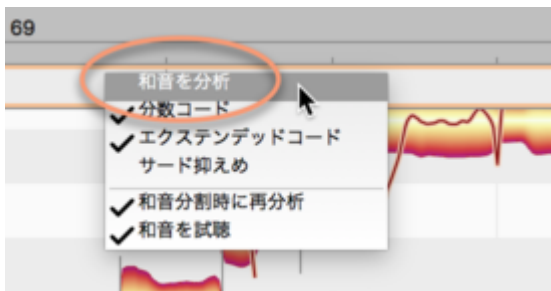 69
和音を分析
分数コード
エクステンデッドコード
サード抑えめ
和音分割時に再分析
和音を試聴